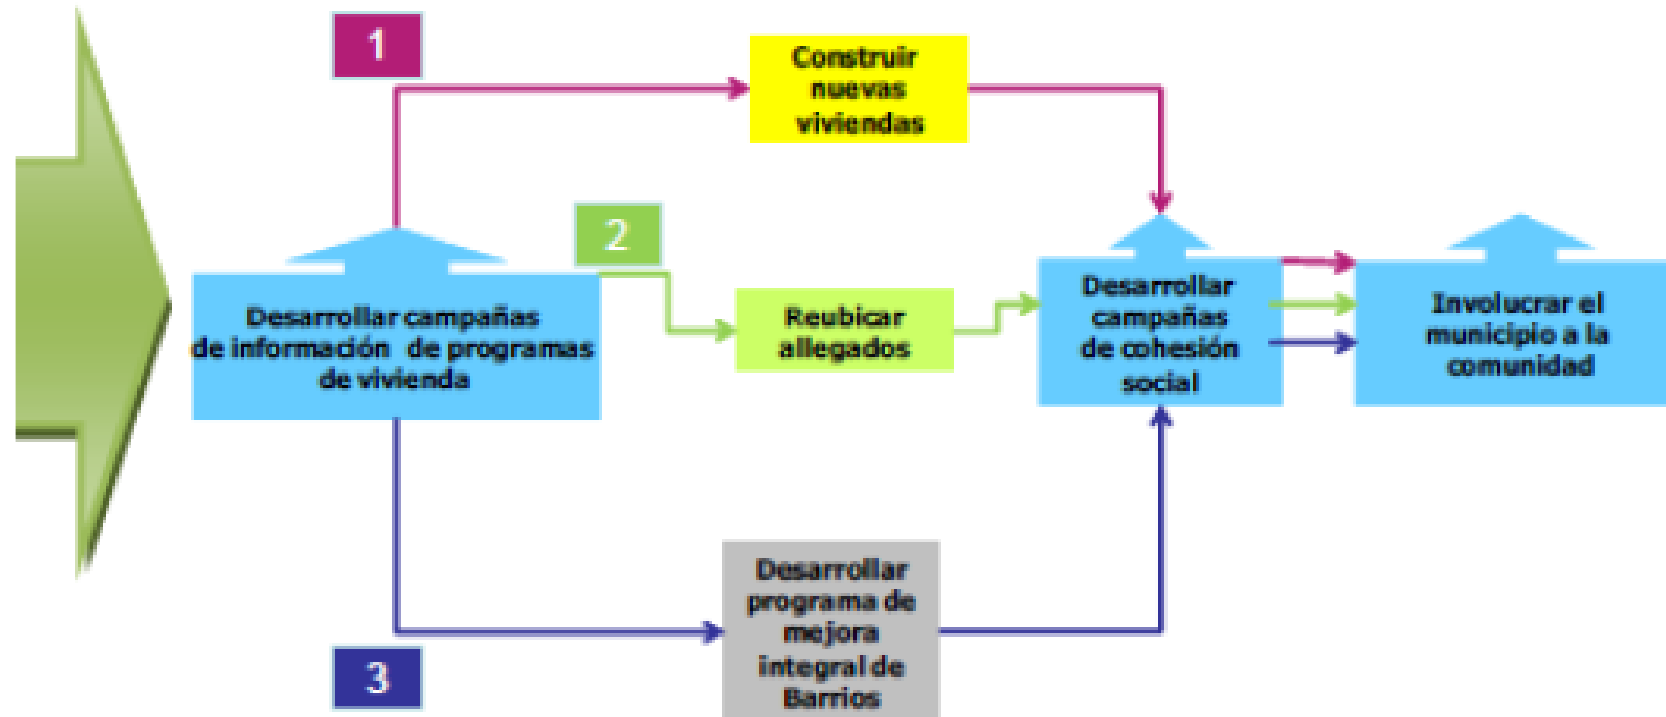 1
Construir
nuevas
viviendas
2
Desarrollar campañas
de información de programas
de vivienda
Reubicar
allegados
Desarrollar
campañas
de cohesión
social
Involucrar el
municipio a la
comunidad
3
Desarrollar
programa de
mejora
integral de
Barrios